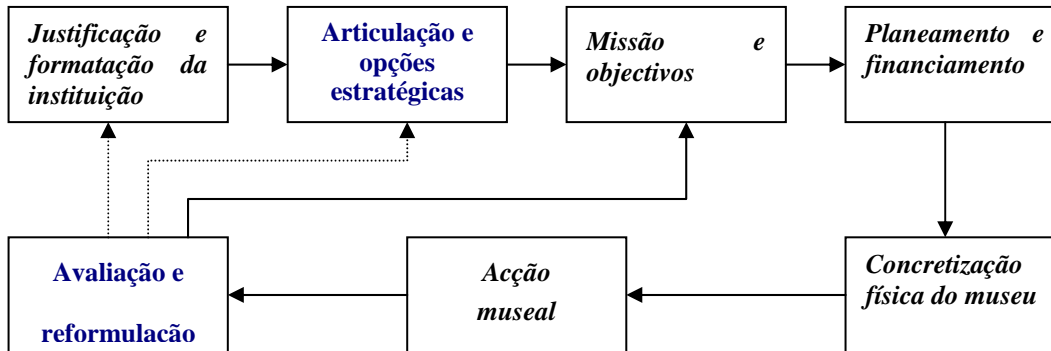 Justificação e
formatação da
instituição
Articulação e
opções
estratégicas
Missão e
objectivos
Planeamento e
financiamento
Avaliação e
reformulacão
Acção
museal
Concretização
física do museu